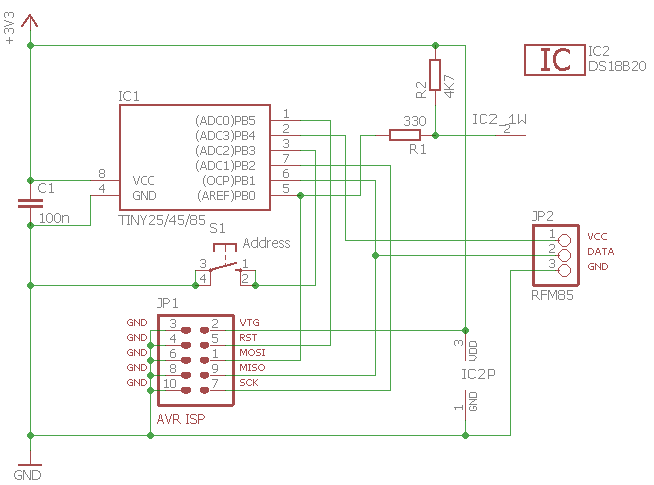 +3V3
IC
IC2
DS18B20
R2
4K7
IC1
(ADC0)PB5 1
(ADC3)PB4 2
(ADC2)PB3 3
(ADC1)PB2 7
8 VCC (OCP)PB1 6
4 GND (AREF)PB0 5
TINY25/45/85
330
R1
IC2_1W
2
C1
100n
S1
Address
3 1
4 2
JP2
1 VCC
2 DATA
3 GND
RFM85
JP1
GND 3 2 VTG
GND 4 5 RST
GND 6 1 MOSI
GND 8 9 MISO
GND 10 7 SCK
AVR ISP
3 VDD
IC2P
1 GND
GND